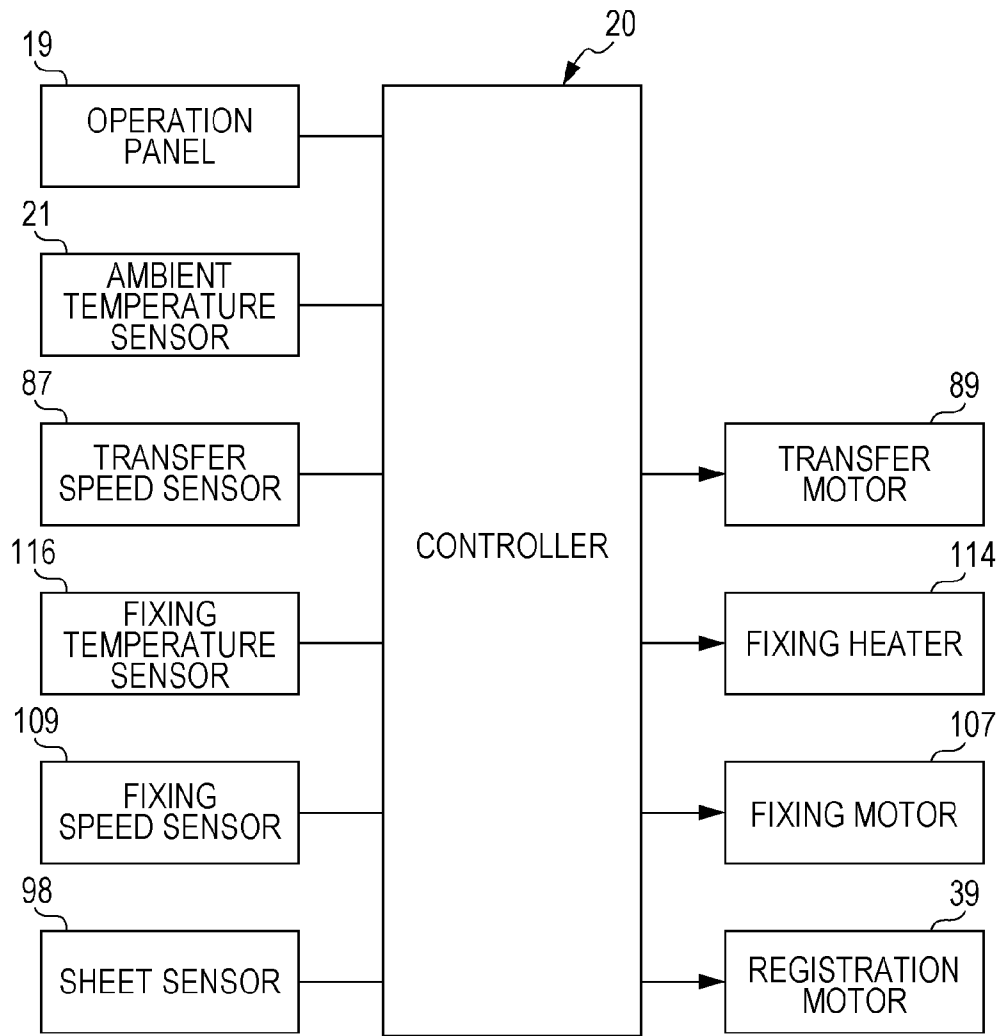 20
19
OPERATION
PANEL
21
AMBIENT
TEMPERATURE
SENSOR
87
TRANSFER
SPEED SENSOR
116
FIXING
TEMPERATURE
SENSOR
109
FIXING
SPEED SENSOR
98
SHEET SENSOR
CONTROLLER
89
TRANSFER
MOTOR
114
FIXING HEATER
107
FIXING MOTOR
39
REGISTRATION
MOTOR